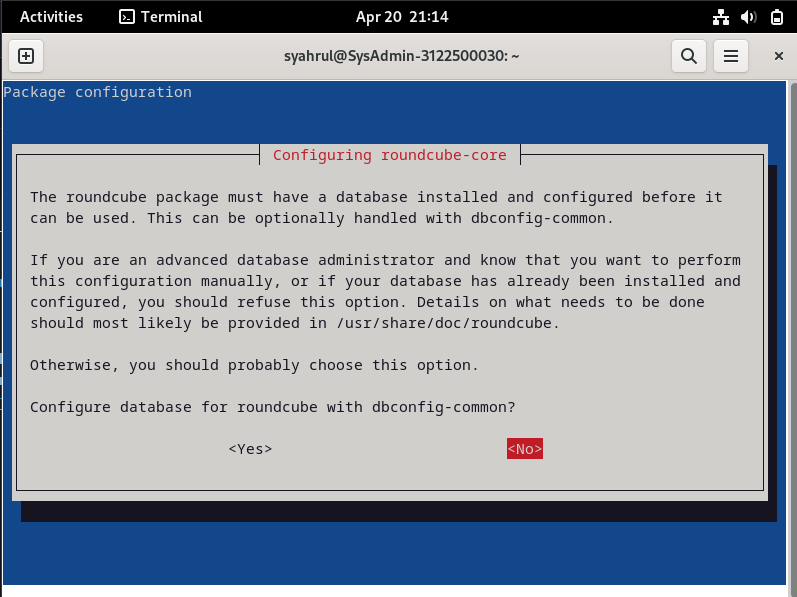 Activities Terminal Apr 20 21:14
syahrul@SysAdmin-3122500030: ~
Package configuration
Configuring roundcube-core
The roundcube package must have a database installed and configured before it
can be used. This can be optionally handled with dbconfig-common.
If you are an advanced database administrator and know that you want to perform
this configuration manually, or if your database has already been installed and
configured, you should refuse this option. Details on what needs to be done
should most likely be provided in /usr/share/doc/roundcube.
Otherwise, you should probably choose this option.
Configure database for roundcube with dbconfig-common?
<Yes> <No>